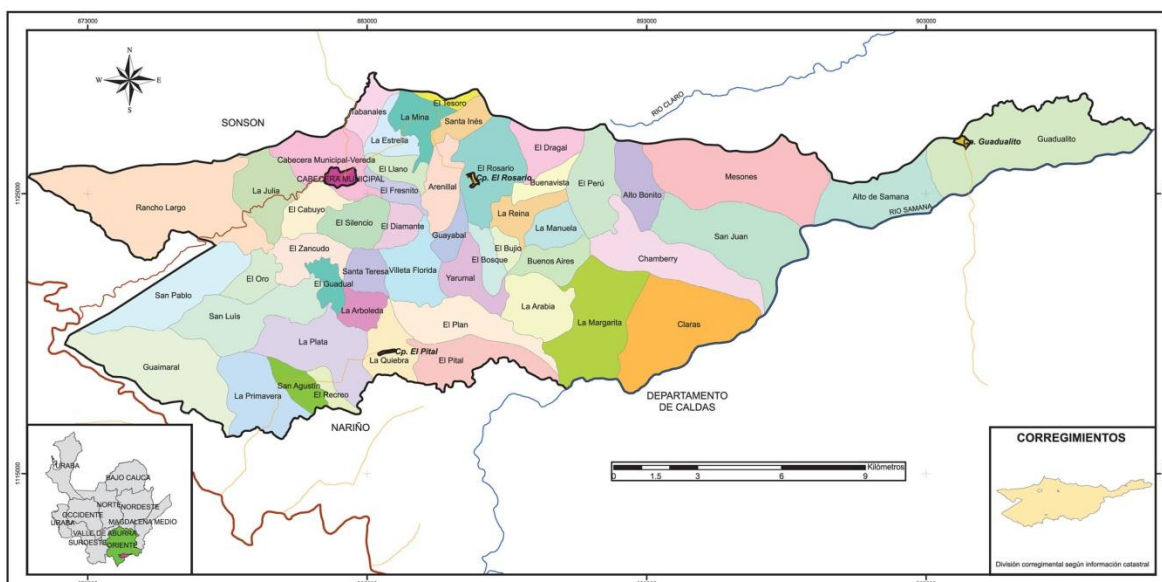 873000
883000
893000
903000
N
W E
S
SONSON
RIO CLARO
Tabanales
El Tesoro
La Mina
Santa Inés
La Estrella
El Dragal
Cp. Guadualito
Guadualito
Cabecera Municipal-Vereda
El Llano
El Rosario
CABECERA MUNICIPAL
Cp. El Rosario
Mesones
La Julia
El Fresnito
Arenillal
Buenavista
El Perú
Alto Bonito
Alto de Samana
1125000
Rancho Largo
El Cabuyo
La Reina
RIO SAMANA
El Silencio
El Diamante
La Manuela
Guayabal
San Juan
El Zancudo
El Bujio
Santa Teresa
Villeta Florida
El Bosque
Buenos Aires
Chamberry
El Oro
El Guadual
Yarumal
San Pablo
La Arboleda
La Arabia
San Luís
El Plan
La Margarita
Claras
La Plata
Cp. El Pital
Guaimaral
La Quiebra
El Pital
San Agustín
La Primavera
El Recreo
DEPARTAMENTO
DE CALDAS
NARIÑO
1115000
Kilómetros
0 1.5 3 6 9
URABA
BAJO CAUCA
NORTE
NORDESTE
OCCIDENTE
URABA
MAGDALENA MEDIO
VALLE DE ABURRA
SUROESTE
ORIENTE
CORREGIMIENTOS
División corregimental según información catastral